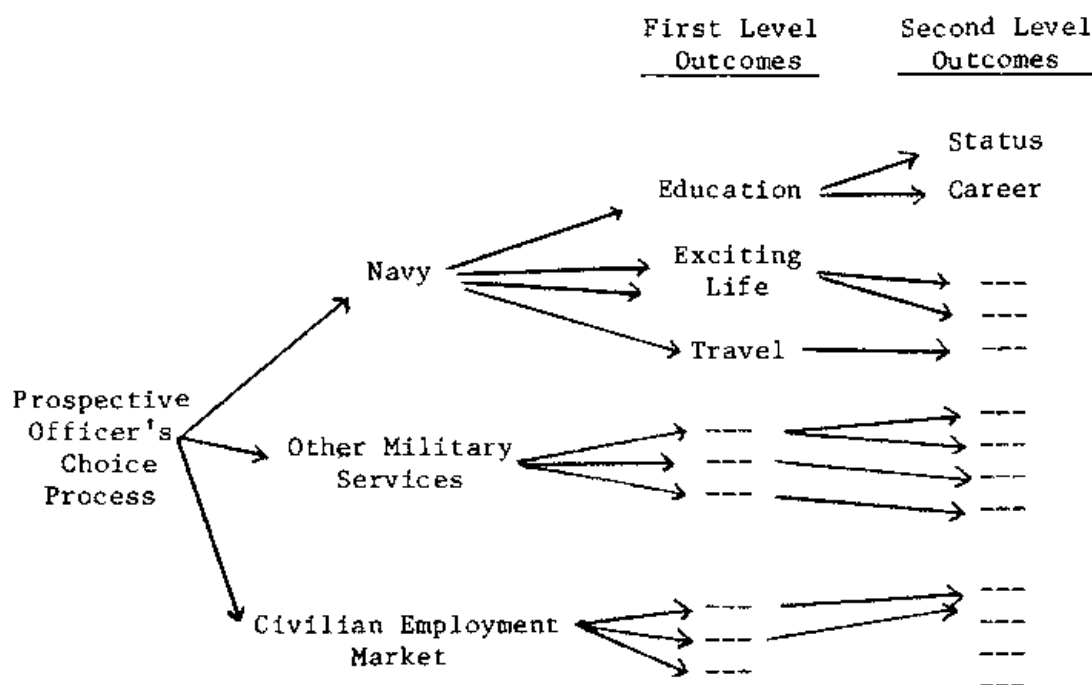 First Level Outcomes
Second Level Outcomes
Status
Education
Career
Navy
Exciting
Life
---
---
Travel
---
Prospective
Officer's
Choice
Process
Other Military
Services
---
---
---
---
---
---
---
Civilian Employment
Market
---
---
---
---
---
---
---